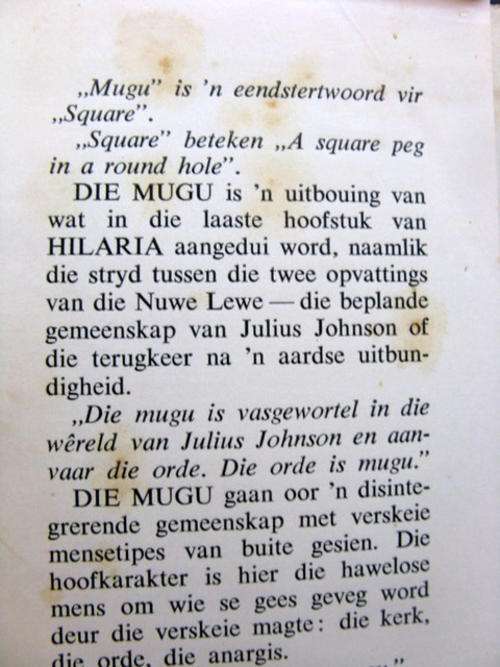 „Mugu” is 'n eendstertwoord vir
„Square”.
„Square” beteken „A square peg
in a round hole”.
DIE MUGU is 'n uitbouing van
wat in die laaste hoofstuk van
HILARIA aangedui word, naamlik
die stryd tussen die twee opvattings
van die Nuwe Lewe — die beplande
gemeenskap van Julius Johnson of
die terugkeer na 'n aardse uitbun-
digheid.
„Die mugu is vasgewortel in die
wêreld van Julius Johnson en aan-
vaar die orde. Die orde is mugu.”
DIE MUGU gaan oor 'n disinte-
grerende gemeenskap met verskeie
mensetipes van buite gesien. Die
hoofkarakter is hier die hawelose
mens om wie se gees geveg word
deur die verskeie magte: die kerk,
die orde, die anargis.